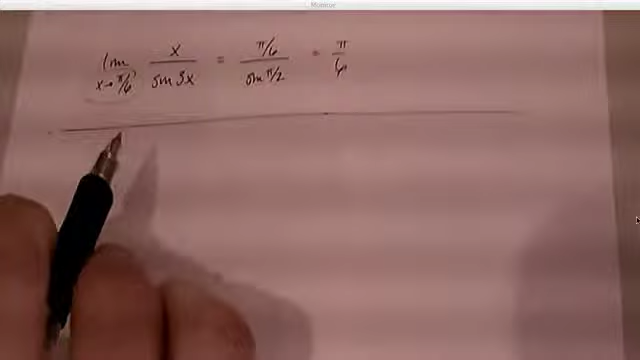 lim x→π/6 x / sin 3x = π/6 / sin π/2 = π / 6